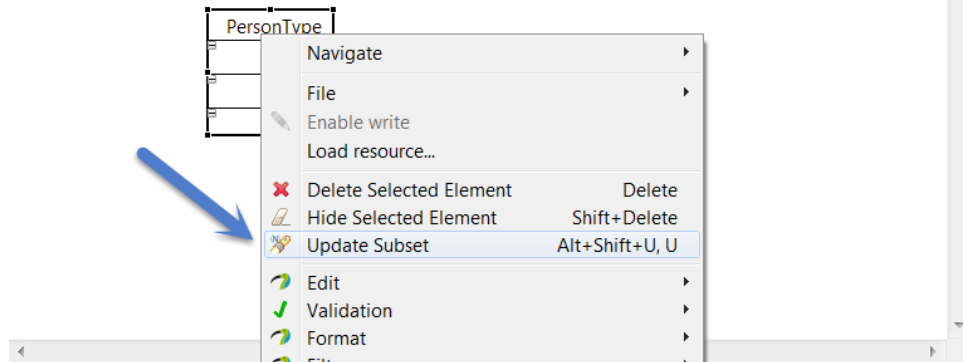 PersonType
Navigate
File
Enable write
Load resource...
Delete Selected Element Delete
Hide Selected Element Shift+Delete
Update Subset Alt+Shift+U, U
Edit
Validation
Format